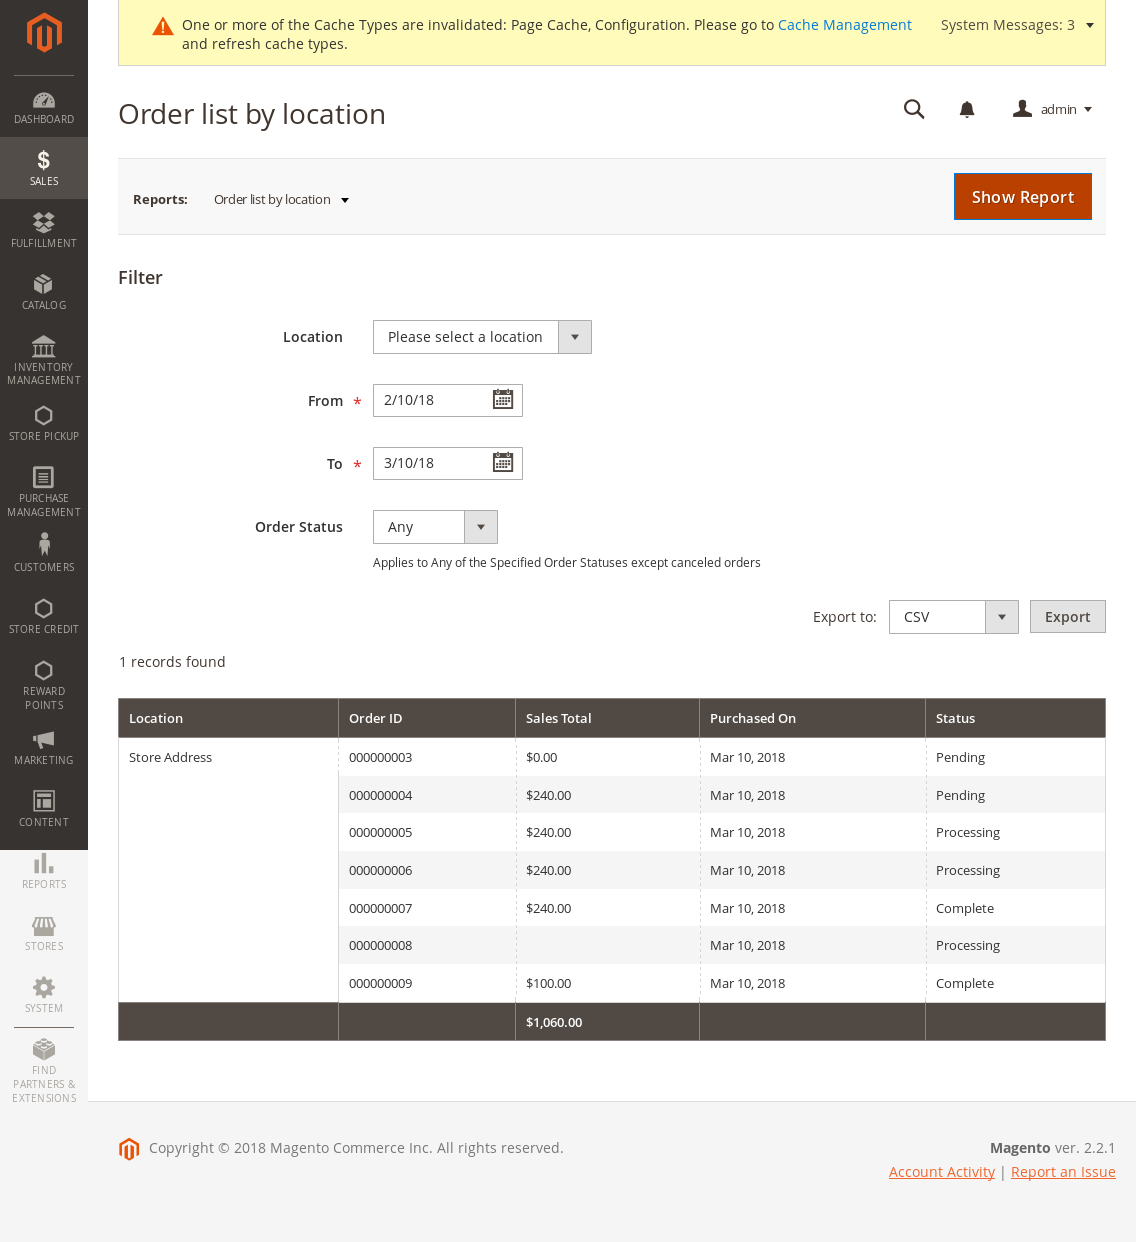 One or more of the Cache Types are invalidated: Page Cache, Configuration. Please go to Cache Management
and refresh cache types.
System Messages: 3
Order list by location
admin
DASHBOARD
SALES
FULFILLMENT
CATALOG
INVENTORY
MANAGEMENT
STORE PICKUP
PURCHASE
MANAGEMENT
CUSTOMERS
STORE CREDIT
REWARD
POINTS
MARKETING
CONTENT
REPORTS
STORES
SYSTEM
FIND
PARTNERS &
EXTENSIONS
Reports: Order list by location
Show Report
Filter
Location Please select a location
From * 2/10/18
To * 3/10/18
Order Status Any
Applies to Any of the Specified Order Statuses except canceled orders
Export to: CSV Export
1 records found
Location Order ID Sales Total Purchased On Status
Store Address 000000003 $0.00 Mar 10, 2018 Pending
000000004 $240.00 Mar 10, 2018 Pending
000000005 $240.00 Mar 10, 2018 Processing
000000006 $240.00 Mar 10, 2018 Processing
000000007 $240.00 Mar 10, 2018 Complete
000000008 Mar 10, 2018 Processing
000000009 $100.00 Mar 10, 2018 Complete
$1,060.00
Copyright © 2018 Magento Commerce Inc. All rights reserved.
Magento ver. 2.2.1
Account Activity | Report an Issue